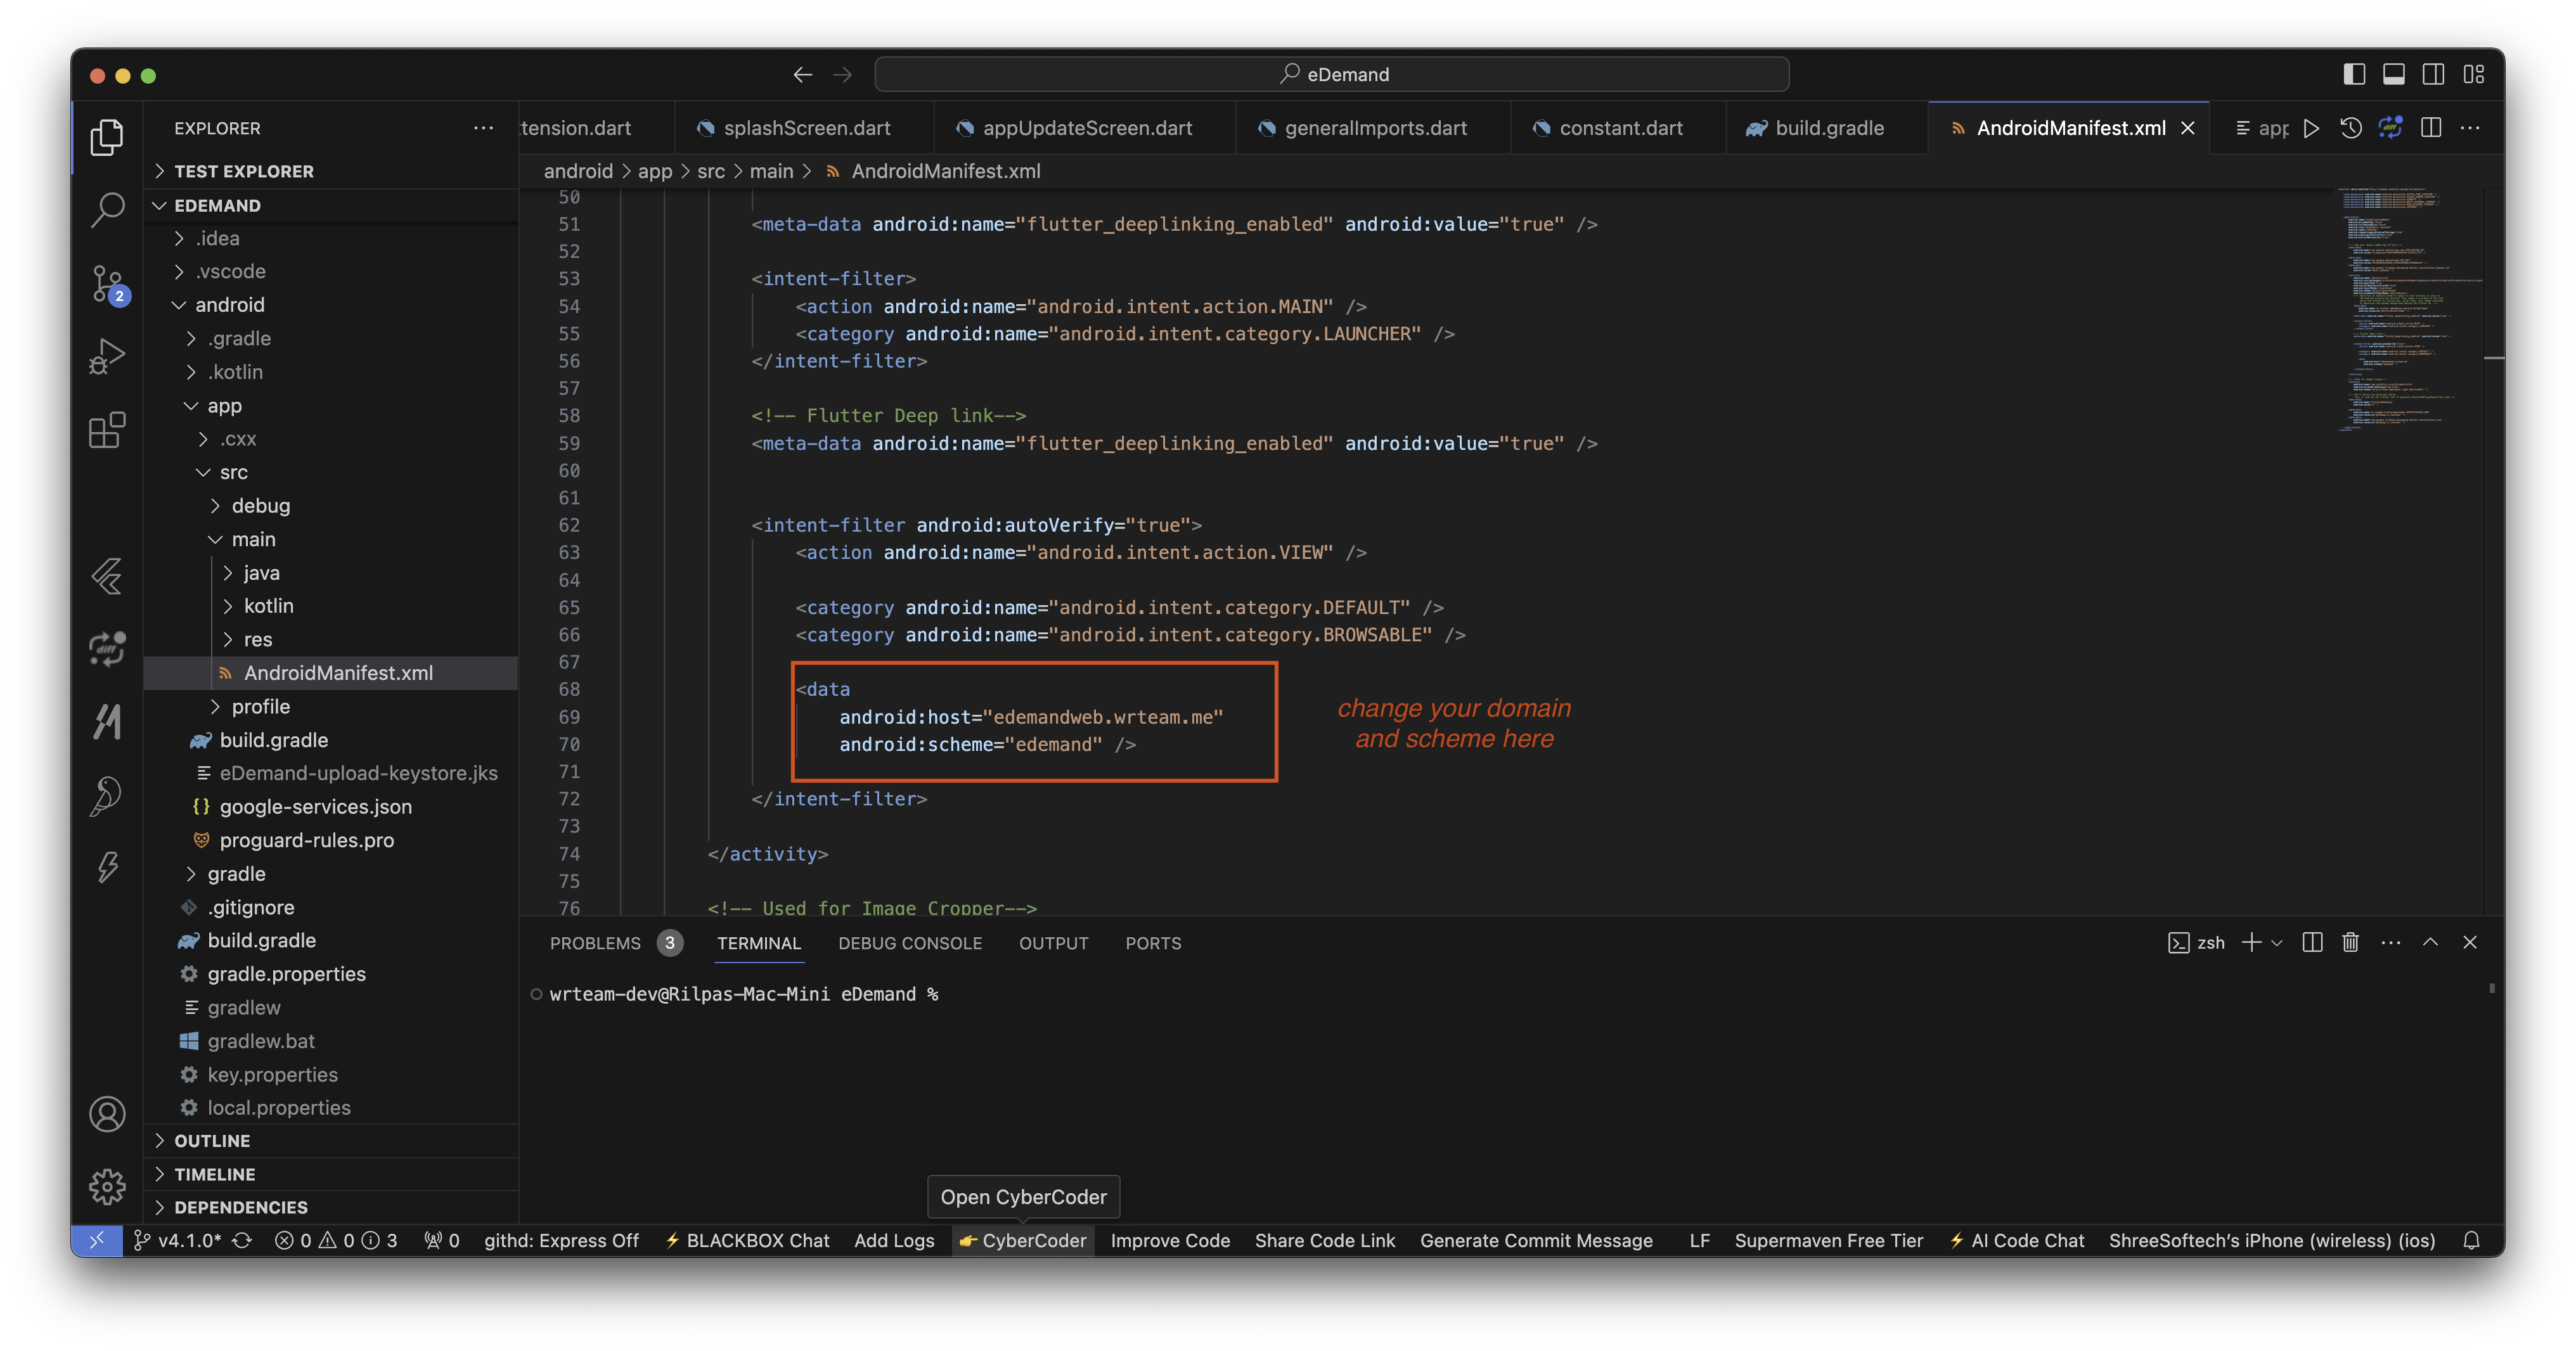 eDemand
EXPLORER
tension.dart
splashScreen.dart
appUpdateScreen.dart
generalImports.dart
constant.dart
build.gradle
AndroidManifest.xml
app
TEST EXPLORER
EDEMAND
.idea
.vscode
android
.gradle
.kotlin
app
.cxx
src
debug
main
java
kotlin
res
AndroidManifest.xml
profile
build.gradle
eDemand-upload-keystore.jks
google-services.json
proguard-rules.pro
gradle
.gitignore
build.gradle
gradle.properties
gradlew
gradlew.bat
key.properties
local.properties
OUTLINE
TIMELINE
DEPENDENCIES
2
android > app > src > main > AndroidManifest.xml
50
51 <meta-data android:name="flutter_deeplinking_enabled" android:value="true" />
52
53 <intent-filter>
54 <action android:name="android.intent.action.MAIN" />
55 <category android:name="android.intent.category.LAUNCHER" />
56 </intent-filter>
57
58 <!-- Flutter Deep link-->
59 <meta-data android:name="flutter_deeplinking_enabled" android:value="true" />
60
61
62 <intent-filter android:autoVerify="true">
63 <action android:name="android.intent.action.VIEW" />
64
65 <category android:name="android.intent.category.DEFAULT" />
66 <category android:name="android.intent.category.BROWSABLE" />
67
68 <data
69 android:host="edemandweb.wrteam.me"
70 android:scheme="edemand" />
71
72 </intent-filter>
73
74 </activity>
75
76 <!-- Used for Image Cropper-->
change your domain
and scheme here
PROBLEMS 3 TERMINAL DEBUG CONSOLE OUTPUT PORTS
zsh
wrteam-dev@Rilpas-Mac-Mini eDemand %
Open CyberCoder
v4.1.0* 0 0 3 0 githd: Express Off BLACKBOX Chat Add Logs CyberCoder Improve Code Share Code Link Generate Commit Message LF Supermaven Free Tier AI Code Chat ShreeSoftech's iPhone (wireless) (ios)